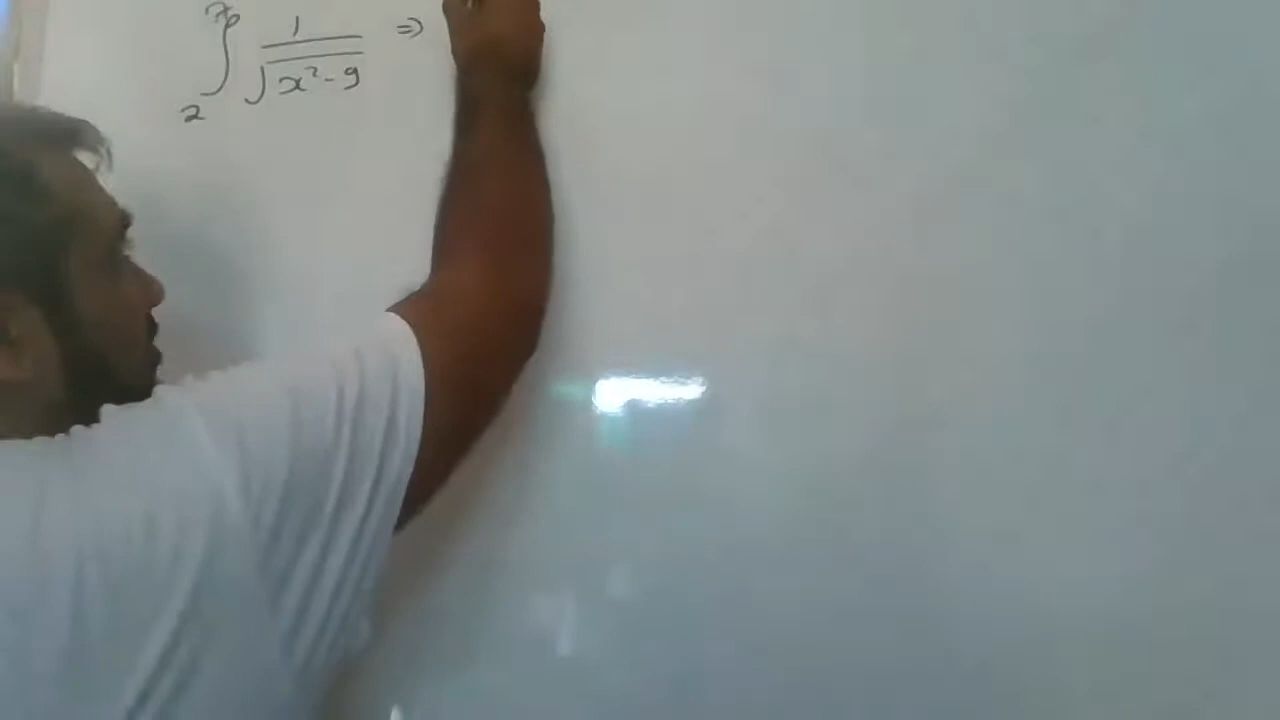 ∫₂ 1/√(x² - 9) ⇒